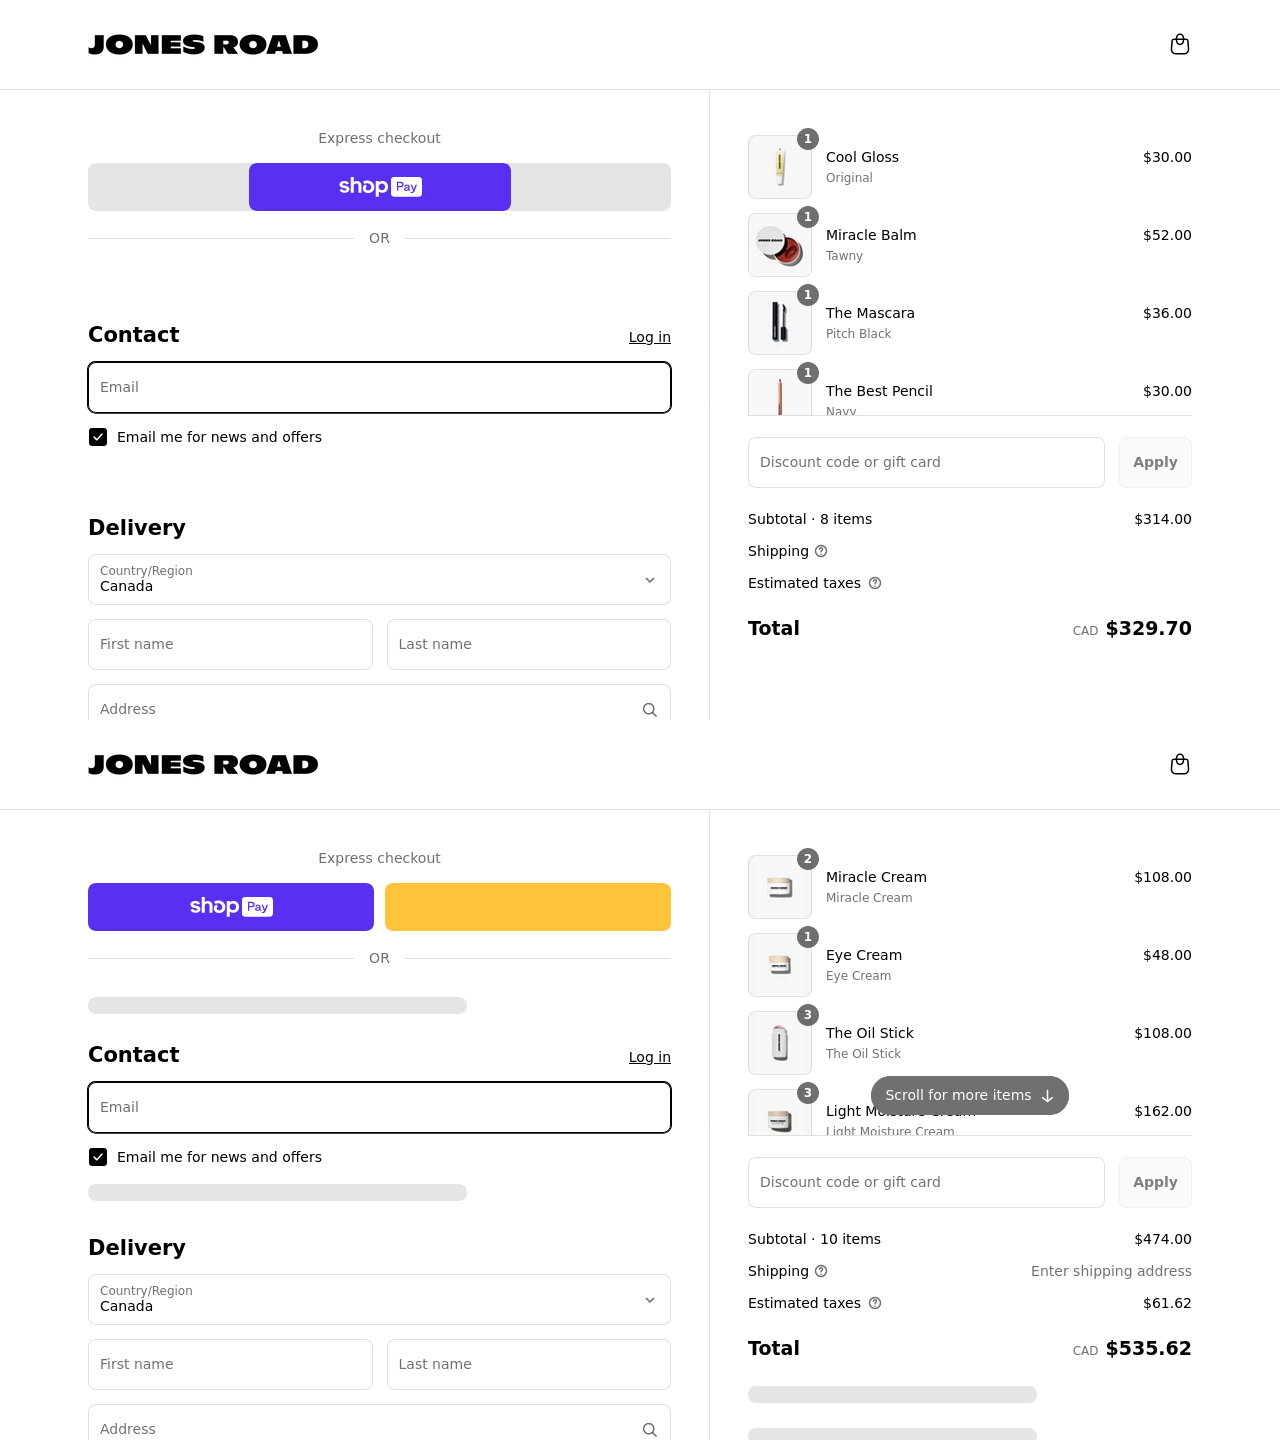 JONES ROAD
Express checkout
shop Pay
OR
Contact
Log in
Email
Email me for news and offers
Delivery
Country/Region
Canada
First name
Last name
Address
1
Cool Gloss
$30.00
Original
1
Miracle Balm
$52.00
Tawny
JONES ROAD
1
The Mascara
$36.00
Pitch Black
1
The Best Pencil
$30.00
Navy
Discount code or gift card
Apply
Subtotal · 8 items
$314.00
Shipping
Estimated taxes
Total
CAD $329.70
JONES ROAD
Express checkout
shop Pay
OR
Contact
Log in
Email
Email me for news and offers
Delivery
Country/Region
Canada
First name
Last name
Address
2
Miracle Cream
$108.00
Miracle Cream
1
Eye Cream
$48.00
Eye Cream
3
The Oil Stick
$108.00
The Oil Stick
Scroll for more items
3
Light Moisture Cream
$162.00
Light Moisture Cream
Discount code or gift card
Apply
Subtotal · 10 items
$474.00
Shipping
Enter shipping address
Estimated taxes
$61.62
Total
CAD $535.62